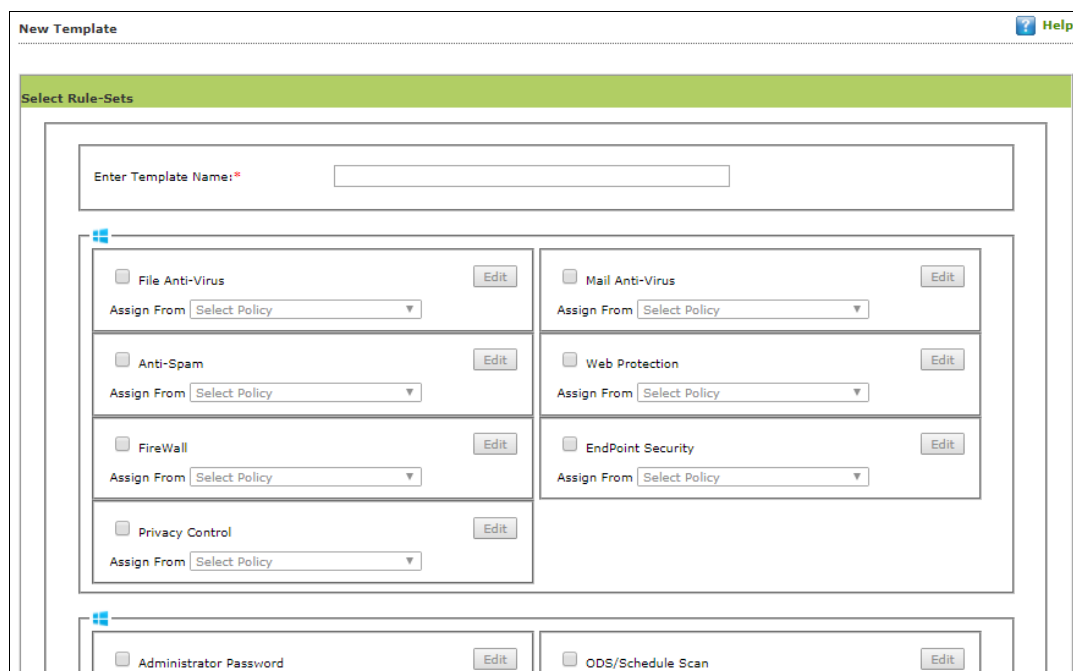 New Template
? Help
Select Rule-Sets
Enter Template Name:*
File Anti-Virus Edit
Assign From Select Policy
Mail Anti-Virus Edit
Assign From Select Policy
Anti-Spam Edit
Assign From Select Policy
Web Protection Edit
Assign From Select Policy
FireWall Edit
Assign From Select Policy
EndPoint Security Edit
Assign From Select Policy
Privacy Control Edit
Assign From Select Policy
Administrator Password Edit
ODS/Schedule Scan Edit